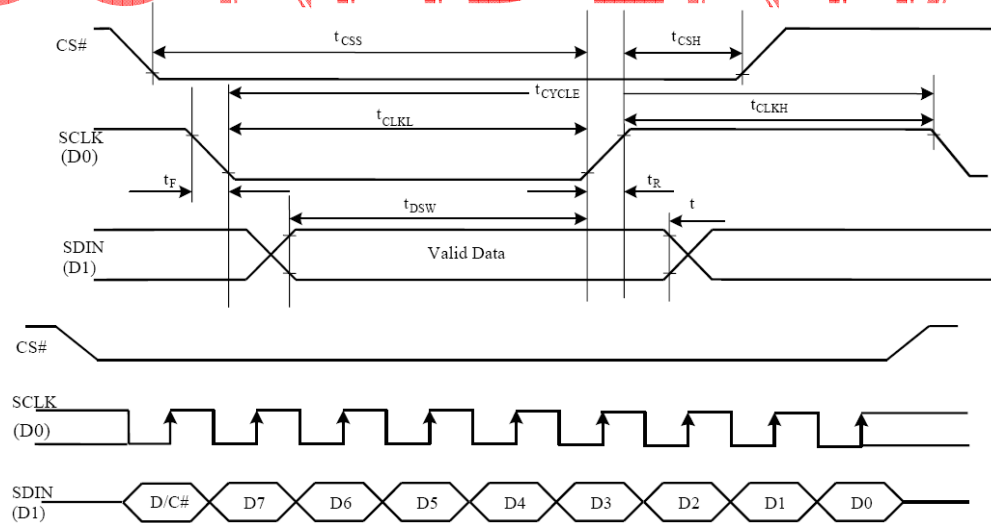 CS#
tCSS
tCSH
tCYCLE
tCLKL
tCLKH
SCLK
(D0)
tF
tR
tDSW
t
SDIN
(D1)
Valid Data
CS#
SCLK
(D0)
SDIN
(D1)
D/C# D7 D6 D5 D4 D3 D2 D1 D0